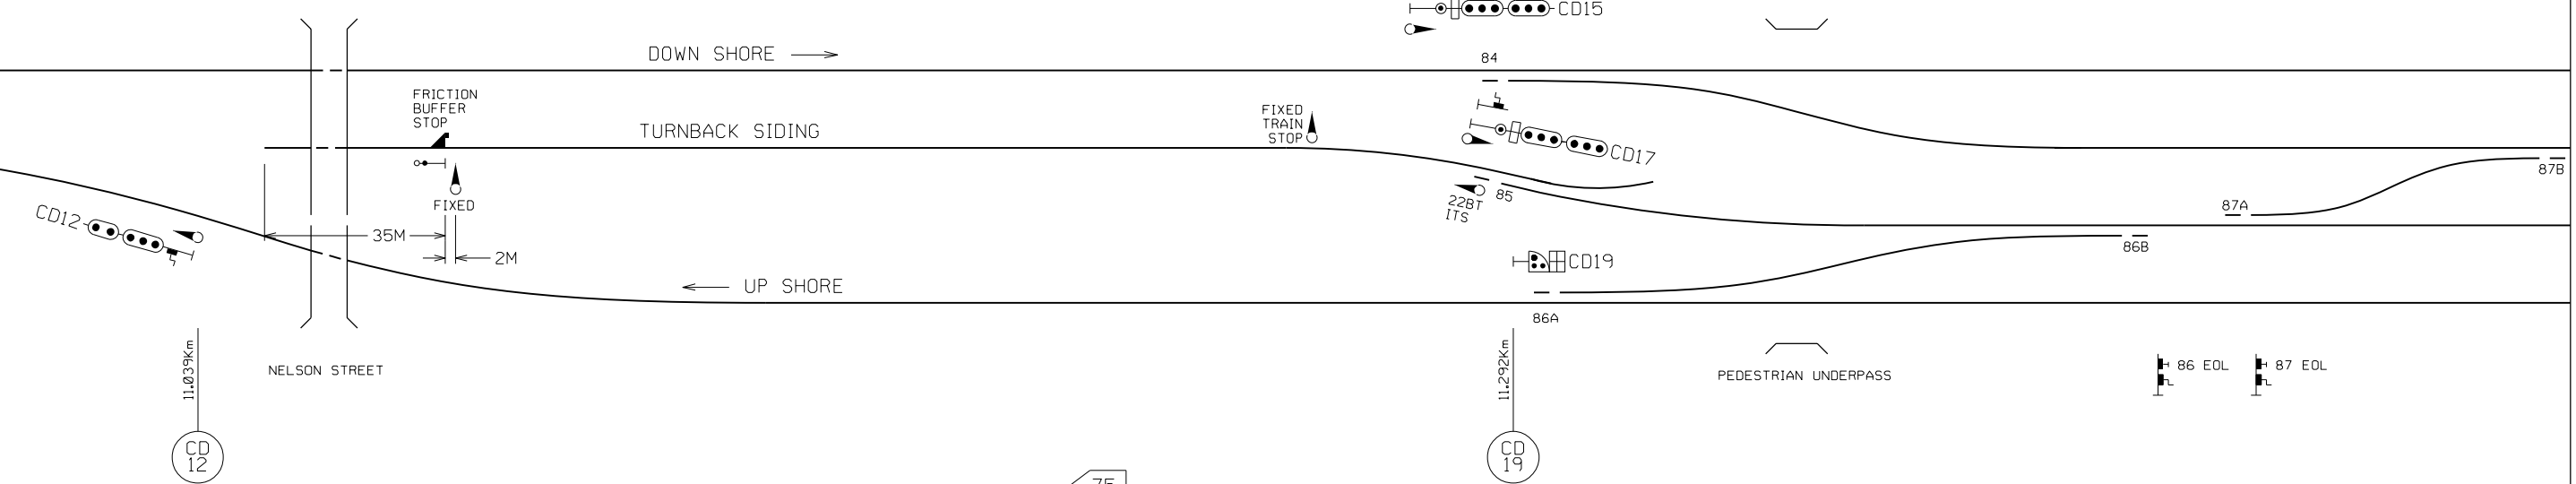 CD15
DOWN SHORE
84
FRICTION
BUFFER
STOP
TURNBACK SIDING
FIXED
TRAIN
STOP
CD17
87B
85
22BT
ITS
FIXED
CD12
87A
35M
86B
2M
CD19
UP SHORE
86A
11.039Km
NELSON STREET
11.292Km
PEDESTRIAN UNDERPASS
86 EOL
87 EOL
CD
12
CD
19
75